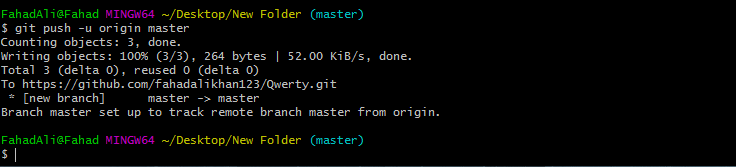 FahadAli@Fahad MINGW64 ~/Desktop/New Folder (master)
$ git push -u origin master
Counting objects: 3, done.
Writing objects: 100% (3/3), 264 bytes | 52.00 KiB/s, done.
Total 3 (delta 0), reused 0 (delta 0)
To https://github.com/fahadalikhan123/Qwerty.git
 * [new branch]      master -> master
Branch master set up to track remote branch master from origin.
FahadAli@Fahad MINGW64 ~/Desktop/New Folder (master)
$